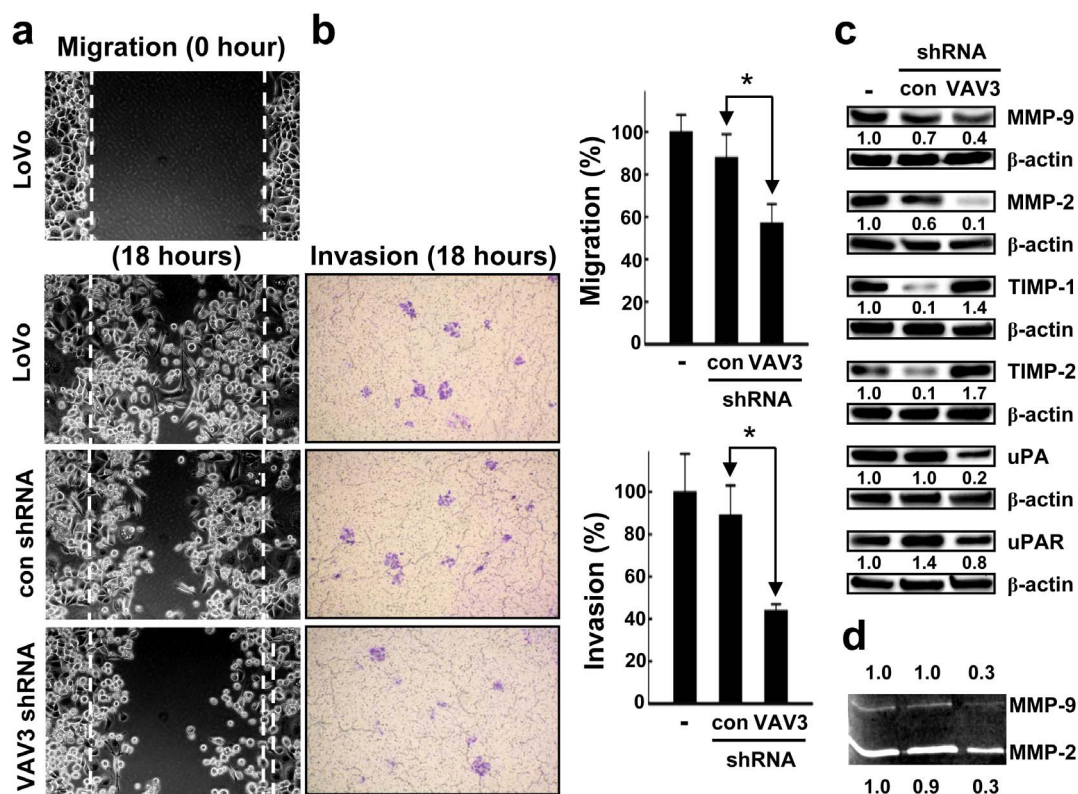 a
Migration (0 hour)
LoVo
(18 hours)
LoVo
con shRNA
VAV3 shRNA
b
Invasion (18 hours)
Migration (%)
100
80
60
40
20
0
*
- con VAV3
shRNA
Invasion (%)
100
80
60
40
20
0
*
- con VAV3
shRNA
c
shRNA
- con VAV3
MMP-9
1.0 0.7 0.4
β-actin
MMP-2
1.0 0.6 0.1
β-actin
TIMP-1
1.0 0.1 1.4
β-actin
TIMP-2
1.0 0.1 1.7
β-actin
uPA
1.0 1.0 0.2
β-actin
uPAR
1.0 1.4 0.8
β-actin
d
1.0 1.0 0.3
MMP-9
MMP-2
1.0 0.9 0.3